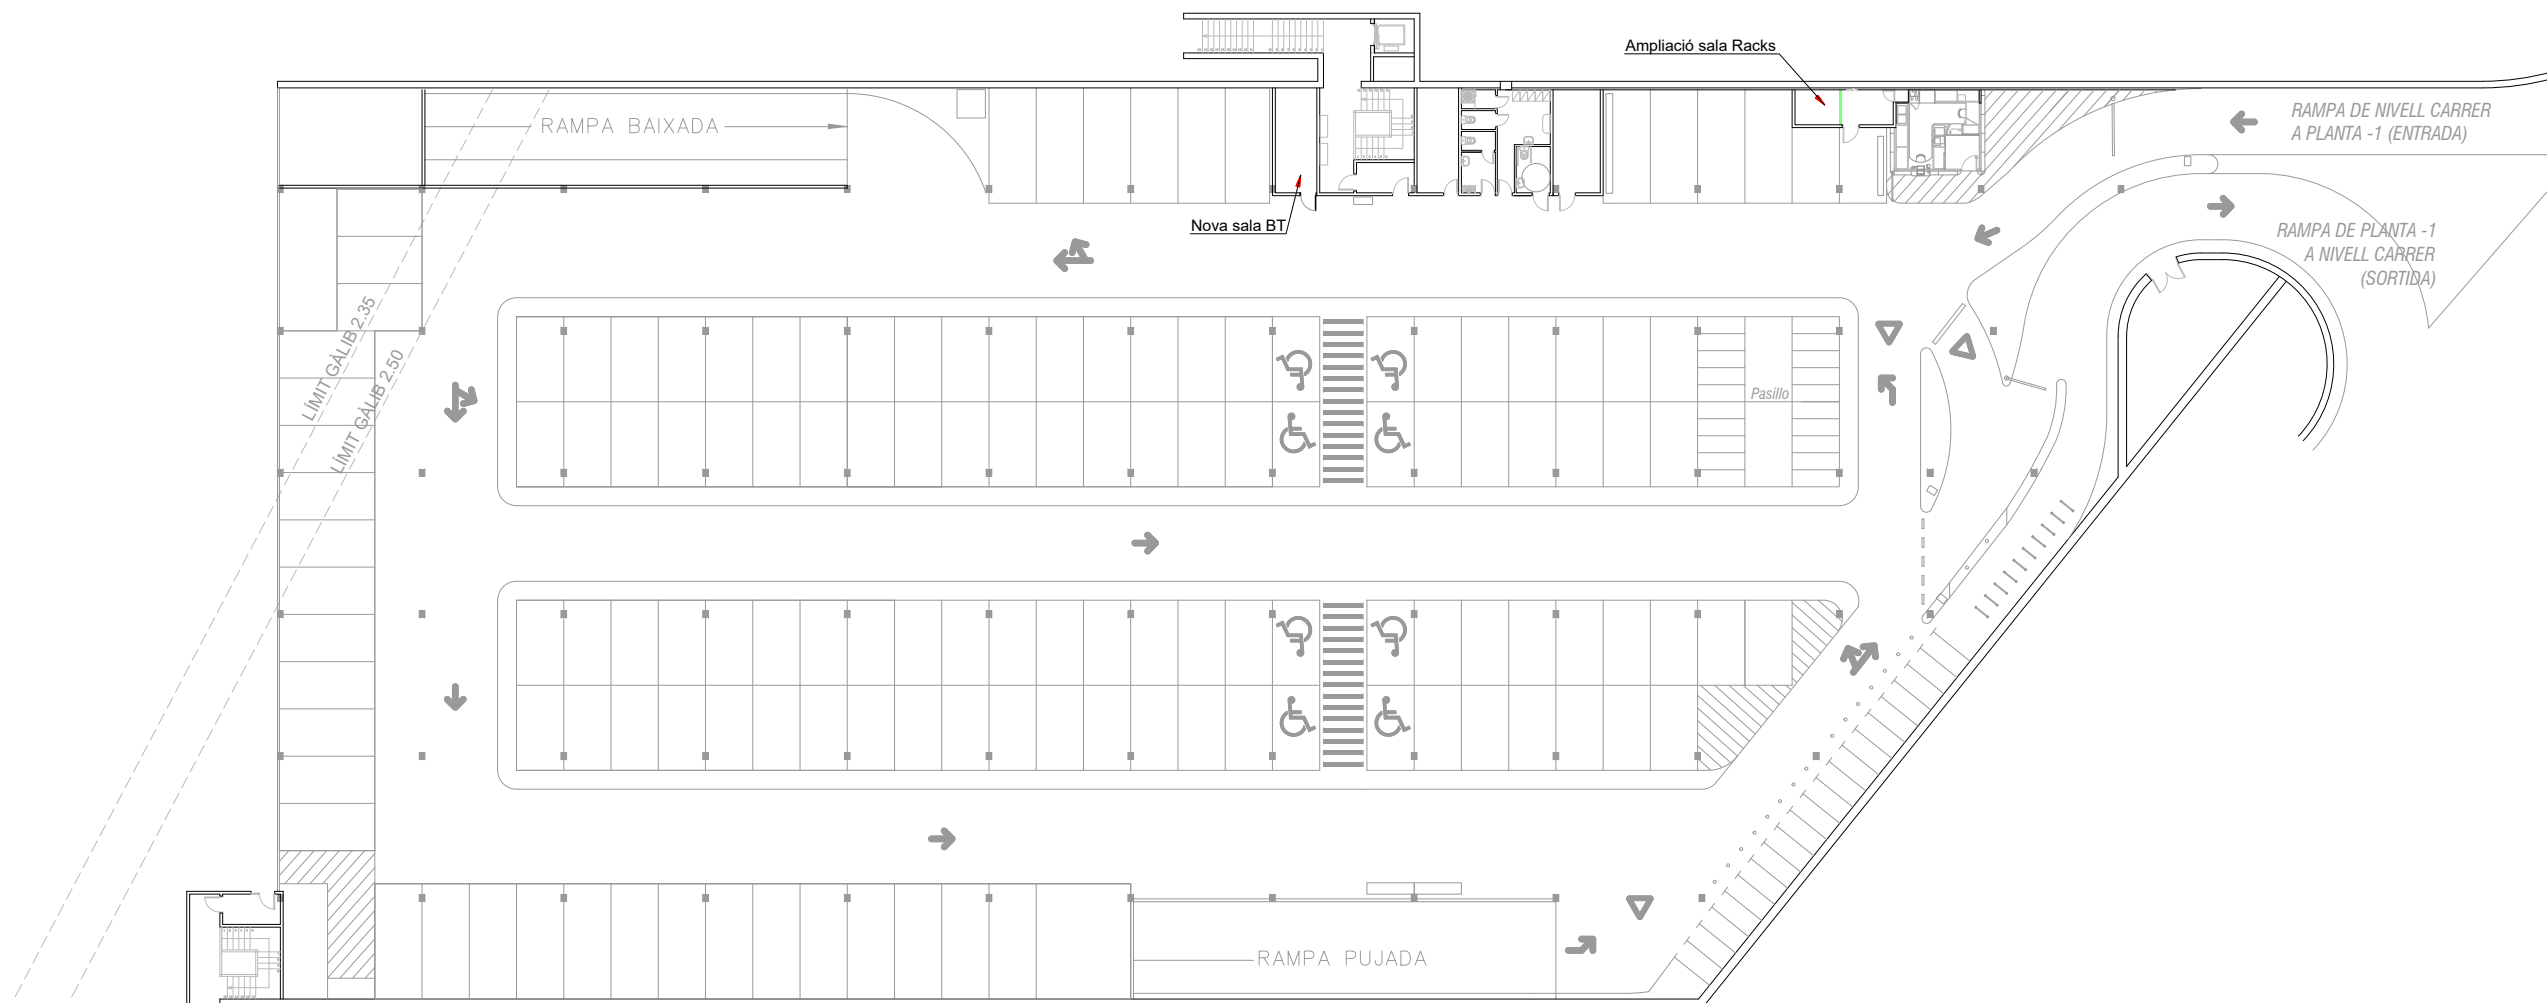 Ampliació sala Racks
RAMPA BAIXADA
RAMPA DE NIVELL CARRER
A PLANTA -1 (ENTRADA)
Nova sala BT
RAMPA DE PLANTA -1
A NIVELL CARRER
(SORTIDA)
LÍMIT GÀLIB 2.35
LÍMIT GÀLIB 2.50
Pasillo
RAMPA PUJADA